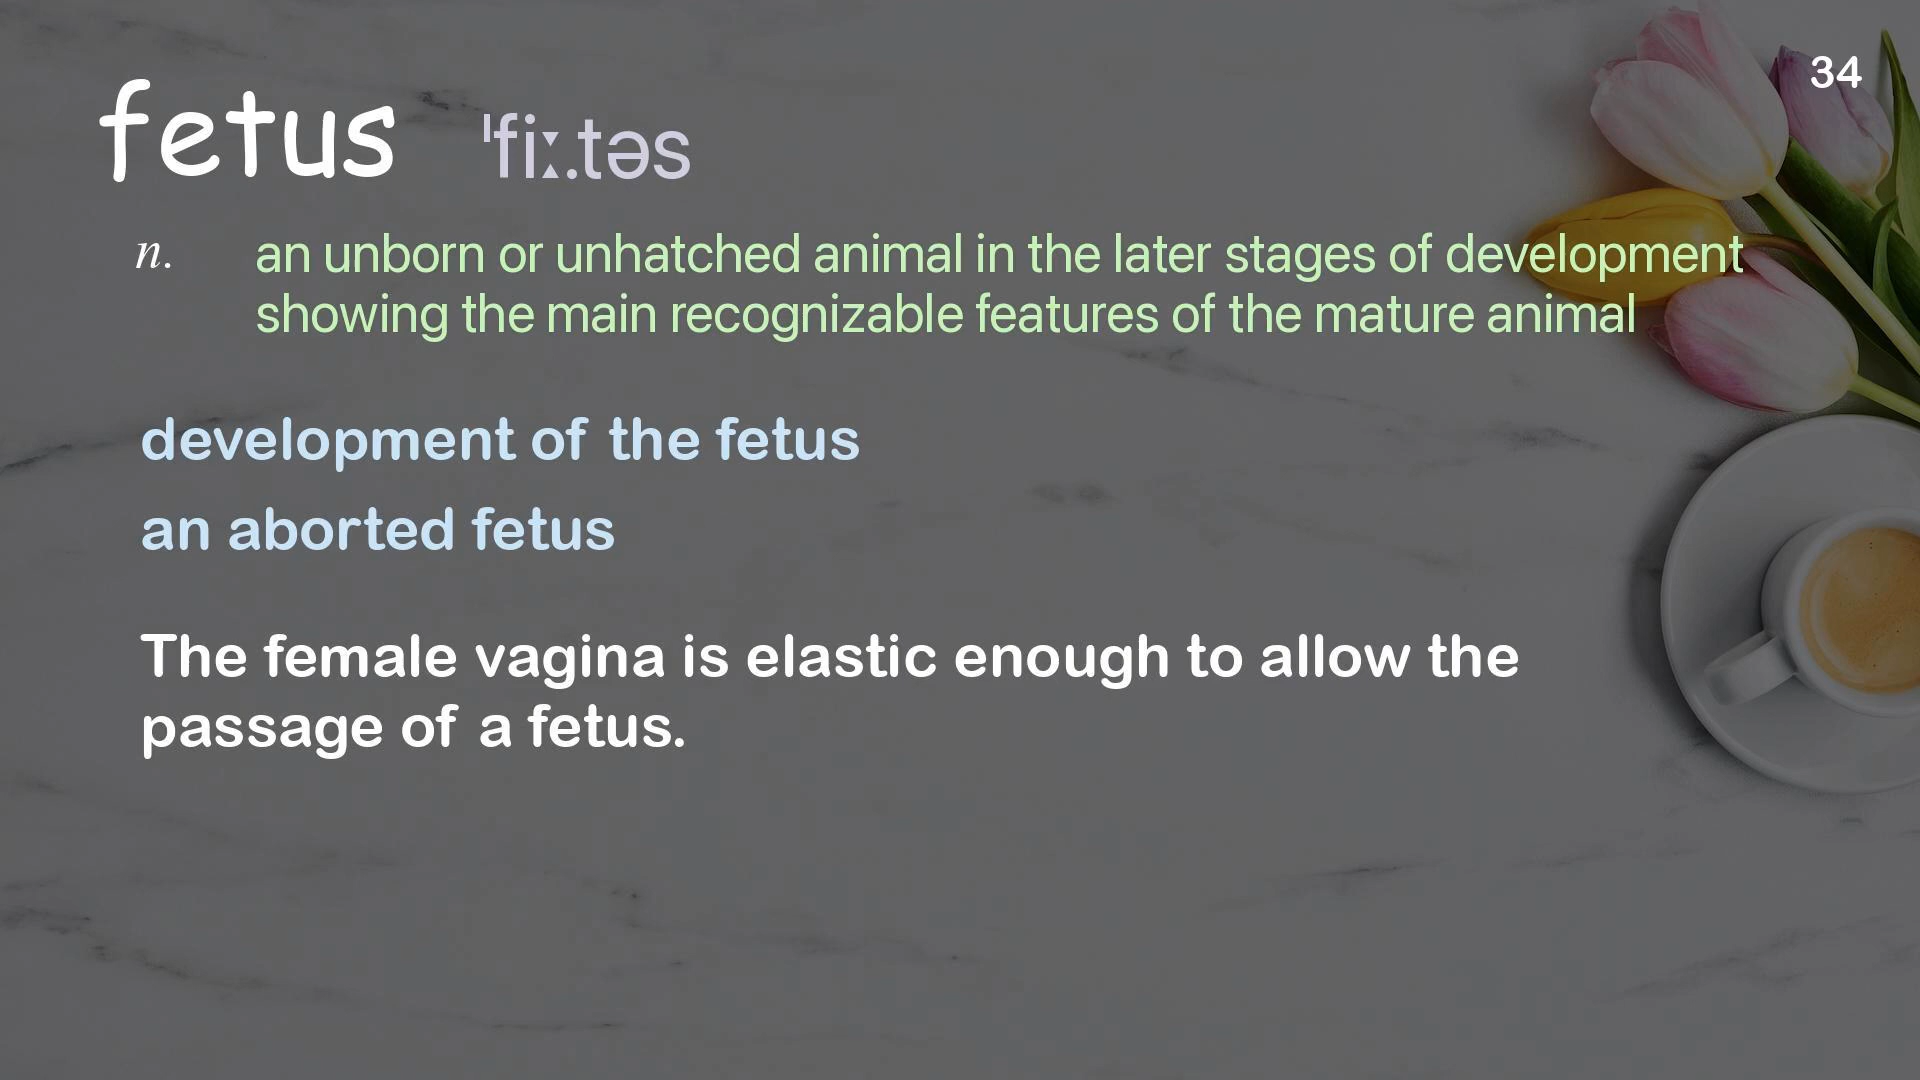 34
fetus ˈfiː.təs
n. an unborn or unhatched animal in the later stages of development
showing the main recognizable features of the mature animal
development of the fetus
an aborted fetus
The female vagina is elastic enough to allow the
passage of a fetus.